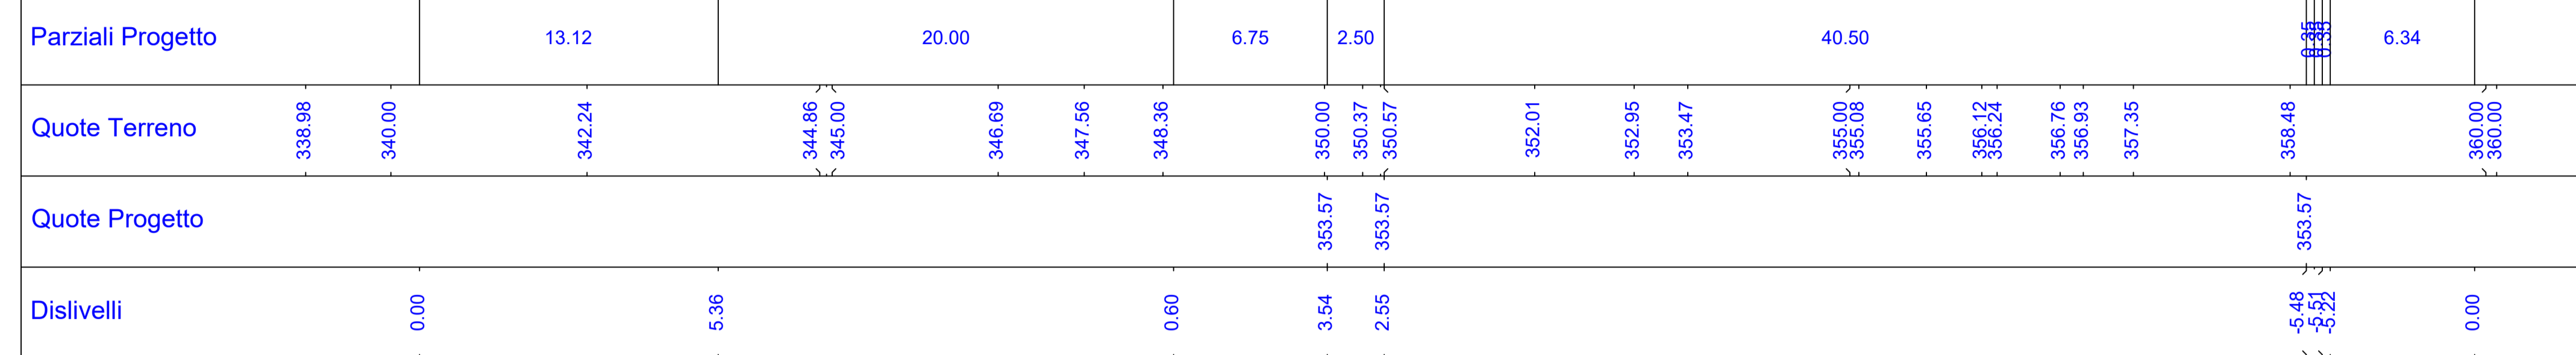 Parziali Progetto 13.12 20.00 6.75 2.50 40.50 0.35 6.34
Quote Terreno 338.98 340.00 342.24 344.86 345.00 346.69 347.56 348.36 350.00 350.37 350.57 352.01 352.95 353.47 355.00 355.08 355.65 356.12 356.24 356.76 356.93 357.35 358.48 360.00 360.00
Quote Progetto 353.57 353.57 353.57
Dislivelli 0.00 5.36 0.60 3.54 2.55 -5.48 -5.51 -5.22 0.00